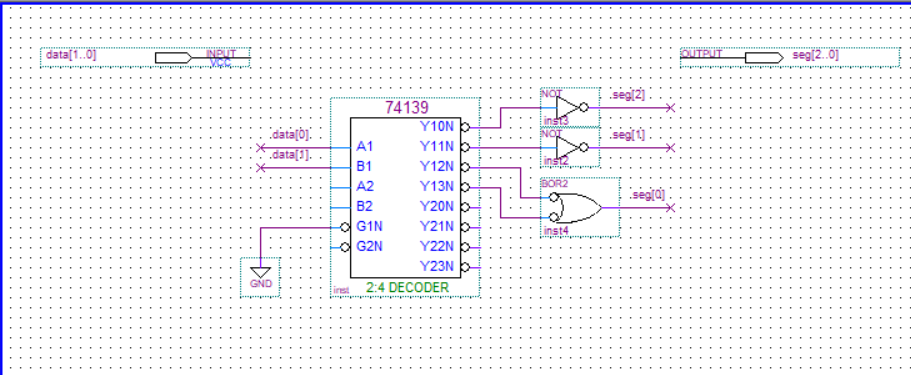 data[1..0]
INPUT
VCC
OUTPUT
seg[2..0]
74139
data[0]
data[1]
A1
B1
A2
B2
G1N
G2N
Y10N
Y11N
Y12N
Y13N
Y20N
Y21N
Y22N
Y23N
inst
2:4 DECODER
GND
NOT
seg[2]
inst3
NOT
seg[1]
inst2
BOR2
seg[0]
inst4